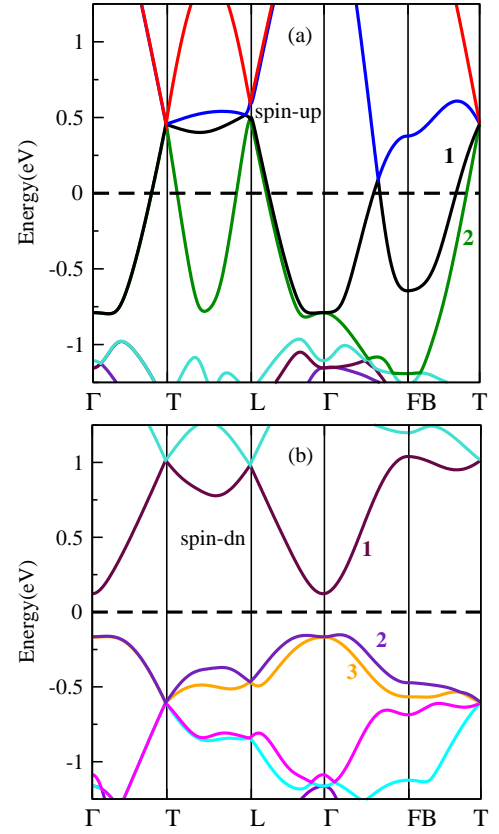 (a)
spin-up
1
2
Energy(eV)
1
0.5
0
-0.5
-1
Γ T L Γ FB T
(b)
spin-dn
1
2
3
Energy(eV)
1
0.5
0
-0.5
-1
Γ T L Γ FB T